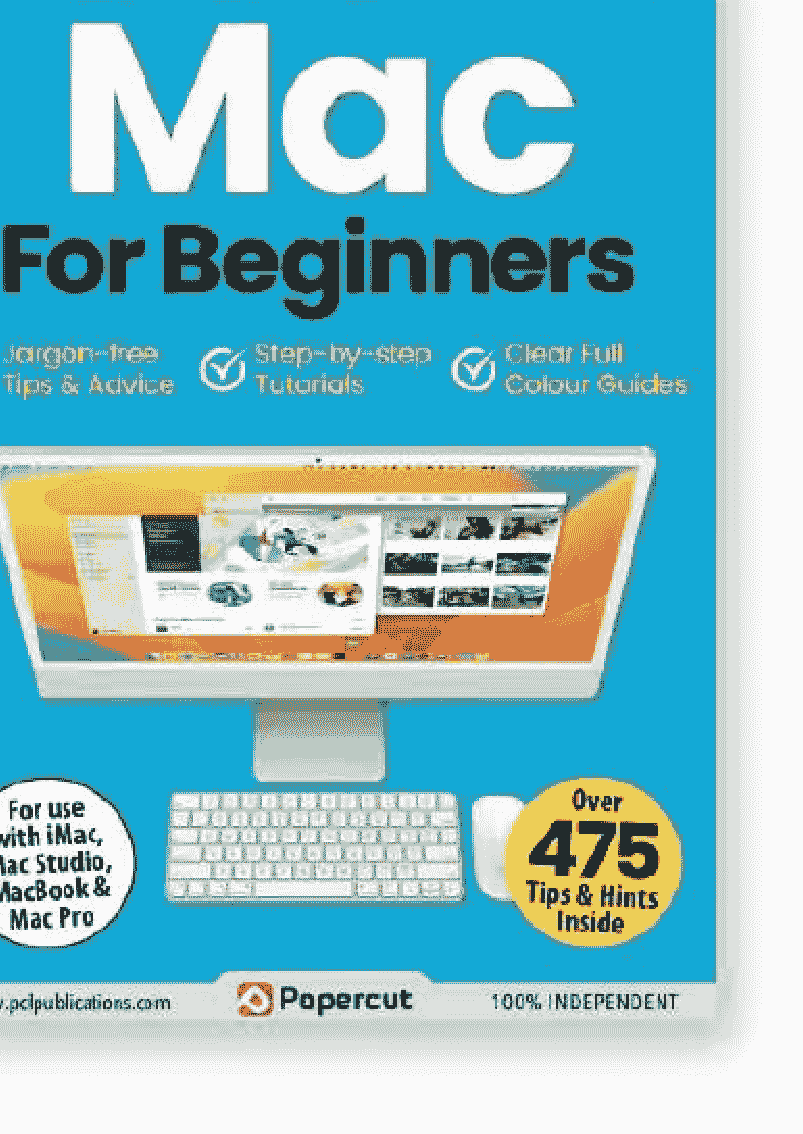 Mac
For Beginners
Jargon-free
Tips & Advice
Step-by-step
Tutorials
Clear Full
Colour Guides
For use
with iMac,
Mac Studio,
MacBook &
Mac Pro
Over
475
Tips & Hints
Inside
.pclpublications.com
Papercut
100% INDEPENDENT